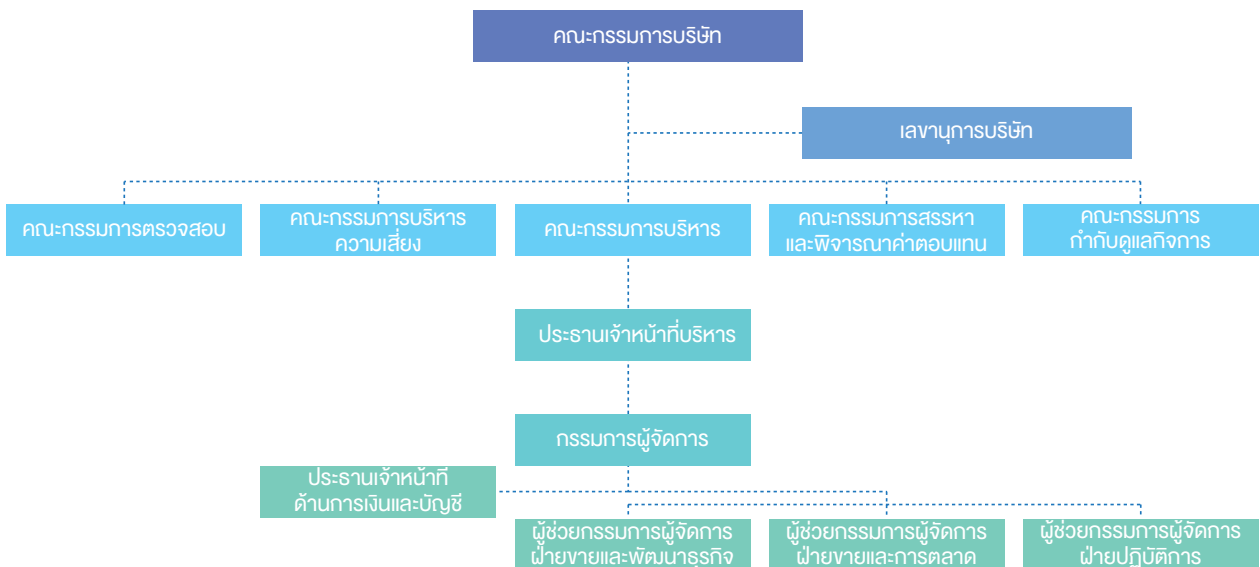 คณะกรรมการบริษัท
เลขานุการบริษัท
คณะกรรมการตรวจสอบ
คณะกรรมการบริหาร
ความเสี่ยง
คณะกรรมการบริหาร
คณะกรรมการสรรหา
และพิจารณาค่าตอบแทน
คณะกรรมการ
กำกับดูแลกิจการ
ประธานเจ้าหน้าที่บริหาร
กรรมการผู้จัดการ
ประธานเจ้าหน้าที่
ด้านการเงินและบัญชี
ผู้ช่วยกรรมการผู้จัดการ
ฝ่ายขายและพัฒนาธุรกิจ
ผู้ช่วยกรรมการผู้จัดการ
ฝ่ายขายและการตลาด
ผู้ช่วยกรรมการผู้จัดการ
ฝ่ายปฏิบัติการ